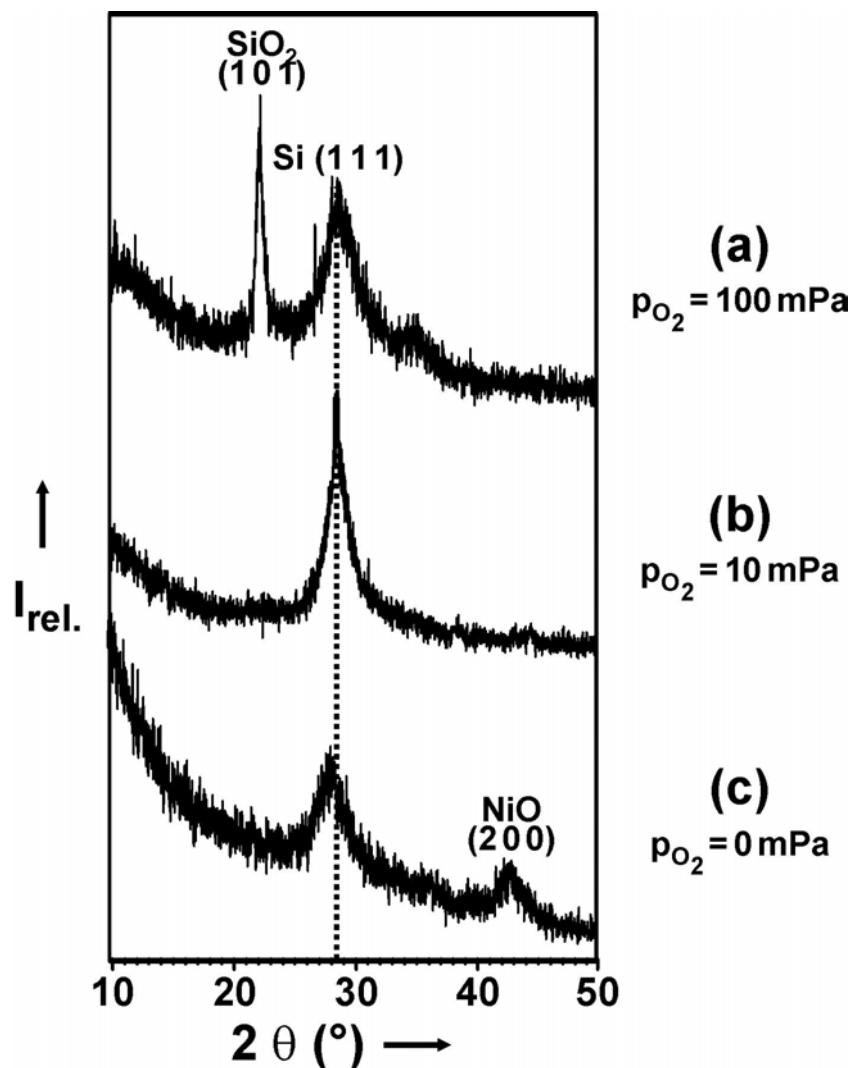 SiO2
(1 0 1)
Si (1 1 1)
(a)
pO2 = 100 mPa
(b)
pO2 = 10 mPa
Irel.
(c)
pO2 = 0 mPa
NiO
(2 0 0)
10 20 30 40 50
2 θ (°)